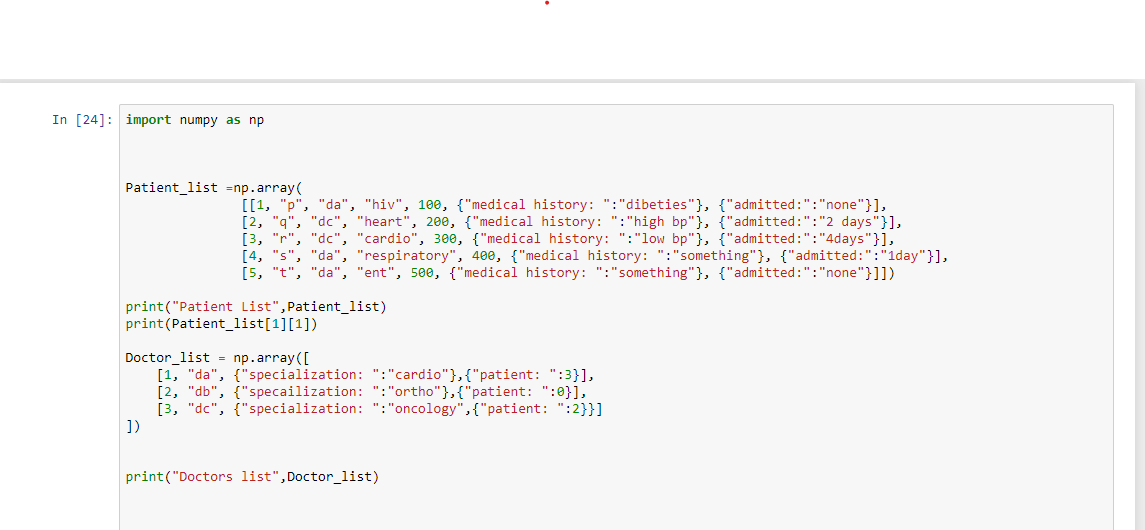 In [24]: import numpy as np
Patient_list =np.array(
[[1, "p", "da", "hiv", 100, {"medical history: ":"dibeties"}, {"admitted:":"none"}],
[2, "q", "dc", "heart", 200, {"medical history: ":"high bp"}, {"admitted:":"2 days"}],
[3, "r", "dc", "cardio", 300, {"medical history: ":"low bp"}, {"admitted:":"4days"}],
[4, "s", "da", "respiratory", 400, {"medical history: ":"something"}, {"admitted:":"1day"}],
[5, "t", "da", "ent", 500, {"medical history: ":"something"}, {"admitted:":"none"}]])
print("Patient List",Patient_list)
print(Patient_list[1][1])
Doctor_list = np.array([
[1, "da", {"specialization: ":"cardio"},{"patient: ":3}],
[2, "db", {"specailization: ":"ortho"},{"patient: ":0}],
[3, "dc", {"specialization: ":"oncology",{"patient: ":2}}]
])
print("Doctors list",Doctor_list)